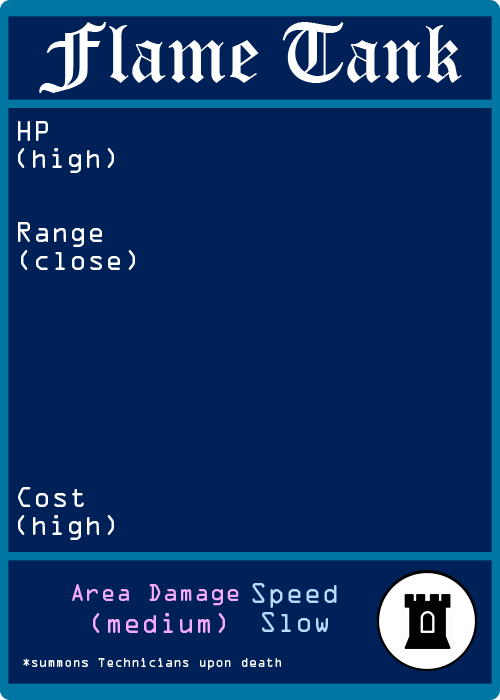 Flame Tank
HP
(high)
Range
(close)
Cost
(high)
Area Damage
(medium)
Speed
Slow
*summons Technicians upon death